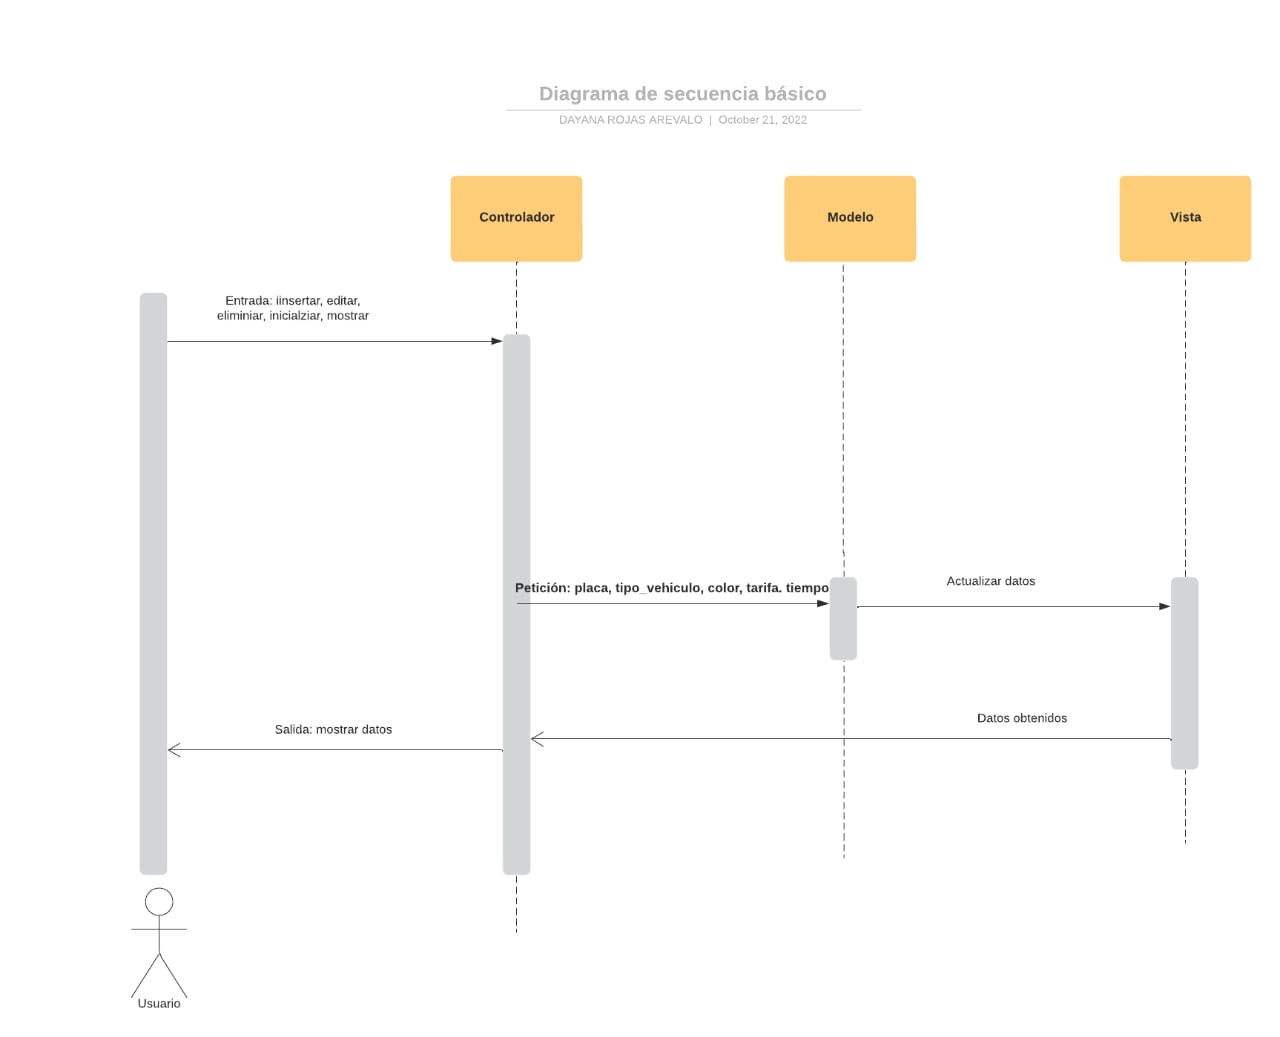 Diagrama de secuencia básico
DAYANA ROJAS AREVALO | October 21, 2022
Controlador
Modelo
Vista
Entrada: iinsertar, editar,
eliminiar, inicialziar, mostrar
Petición: placa, tipo_vehiculo, color, tarifa. tiempo
Actualizar datos
Datos obtenidos
Salida: mostrar datos
Usuario